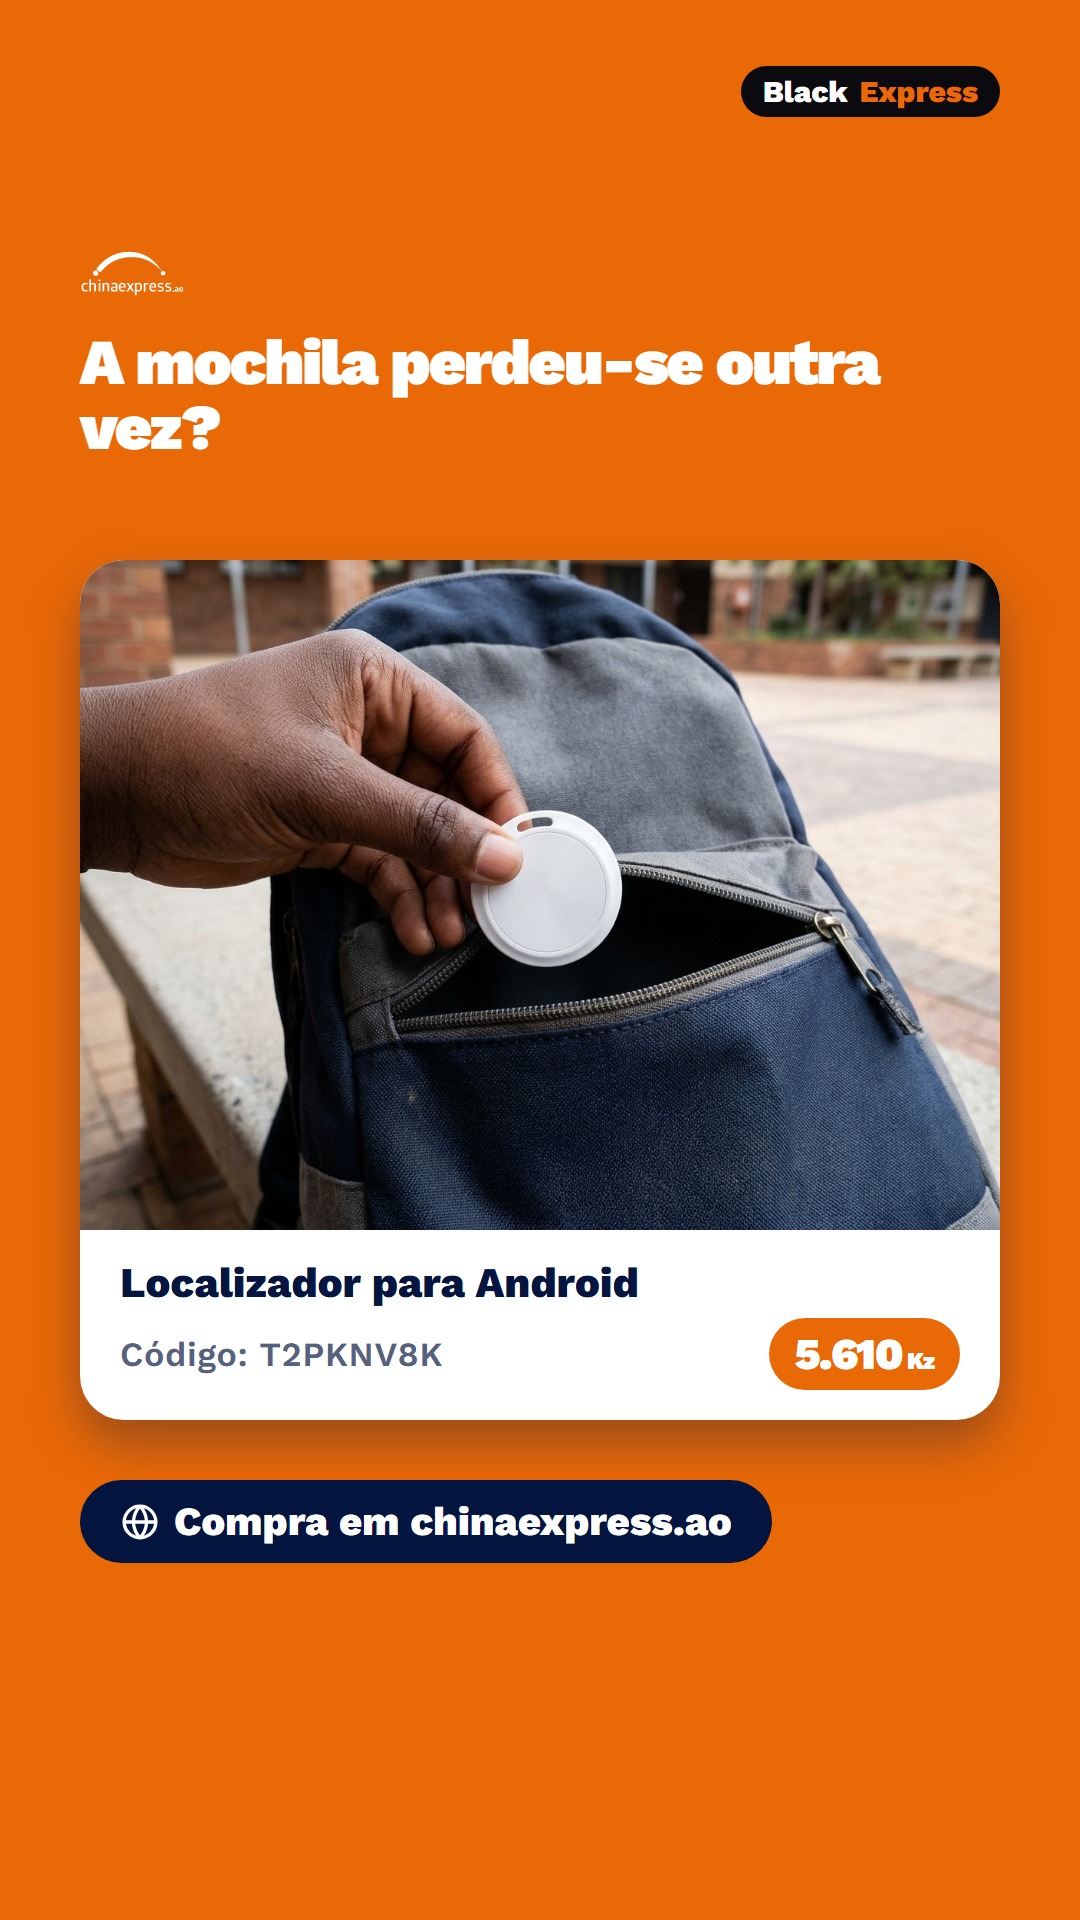 Black Express
chinaexpress.ao
A mochila perdeu-se outra
vez?
Localizador para Android
Código: T2PKNV8K
5.610 Kz
Compra em chinaexpress.ao